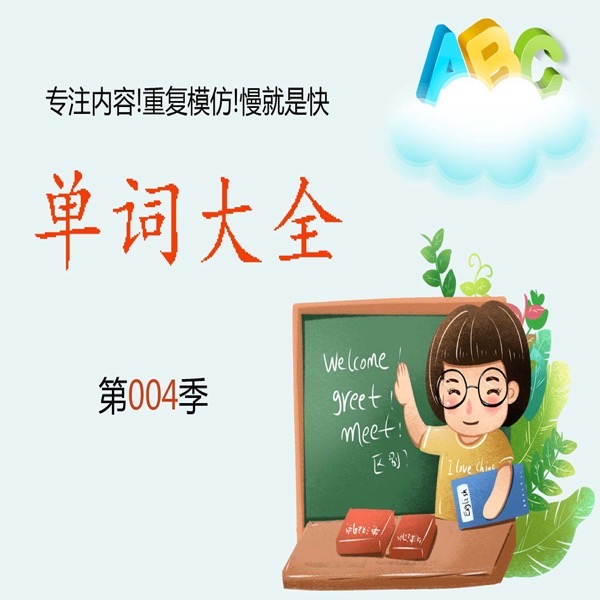 ABC
专注内容!重复模仿!慢就是快
单词大全
第004季
Welcome!
greet!
meet!
区别?
I love China
English